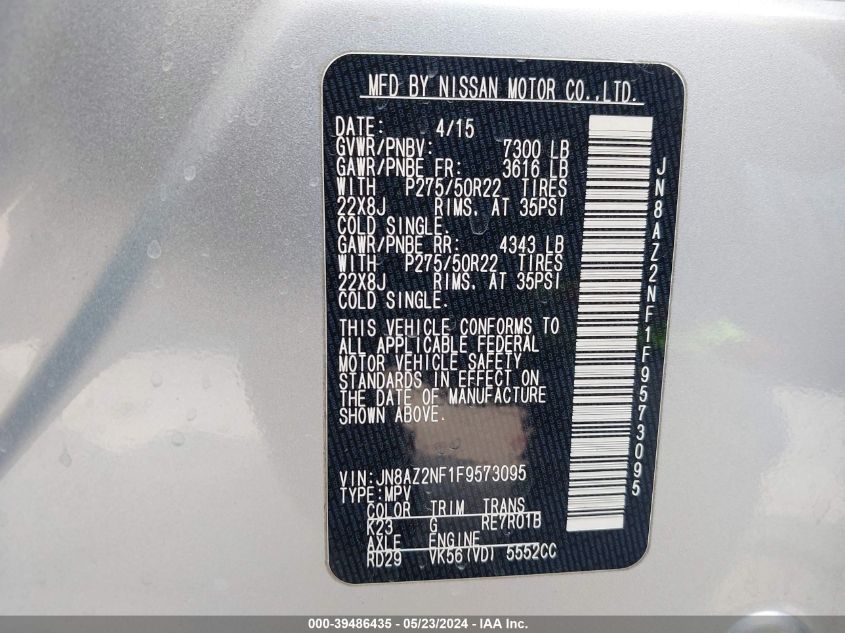 MFD BY NISSAN MOTOR CO.,LTD.
DATE: 4/15
GVWR/PNBV: 7300 LB
GAWR/PNBE FR: 3616 LB
WITH P275/50R22 TIRES
22X8J RIMS, AT 35PSI
COLD SINGLE.
GAWR/PNBE RR: 4343 LB
WITH P275/50R22 TIRES
22X8J RIMS, AT 35PSI
COLD SINGLE.
THIS VEHICLE CONFORMS TO
ALL APPLICABLE FEDERAL
MOTOR VEHICLE SAFETY
STANDARDS IN EFFECT ON
THE DATE OF MANUFACTURE
SHOWN ABOVE.
VIN:JN8AZ2NF1F9573095
TYPE:MPV
COLOR TRIM TRANS
K23 G RE7R01B
AXLE ENGINE
RD29 VK56(VD) 5552CC
JN8AZ2NF1F9573095
000-39486435 - 05/23/2024 - IAA Inc.